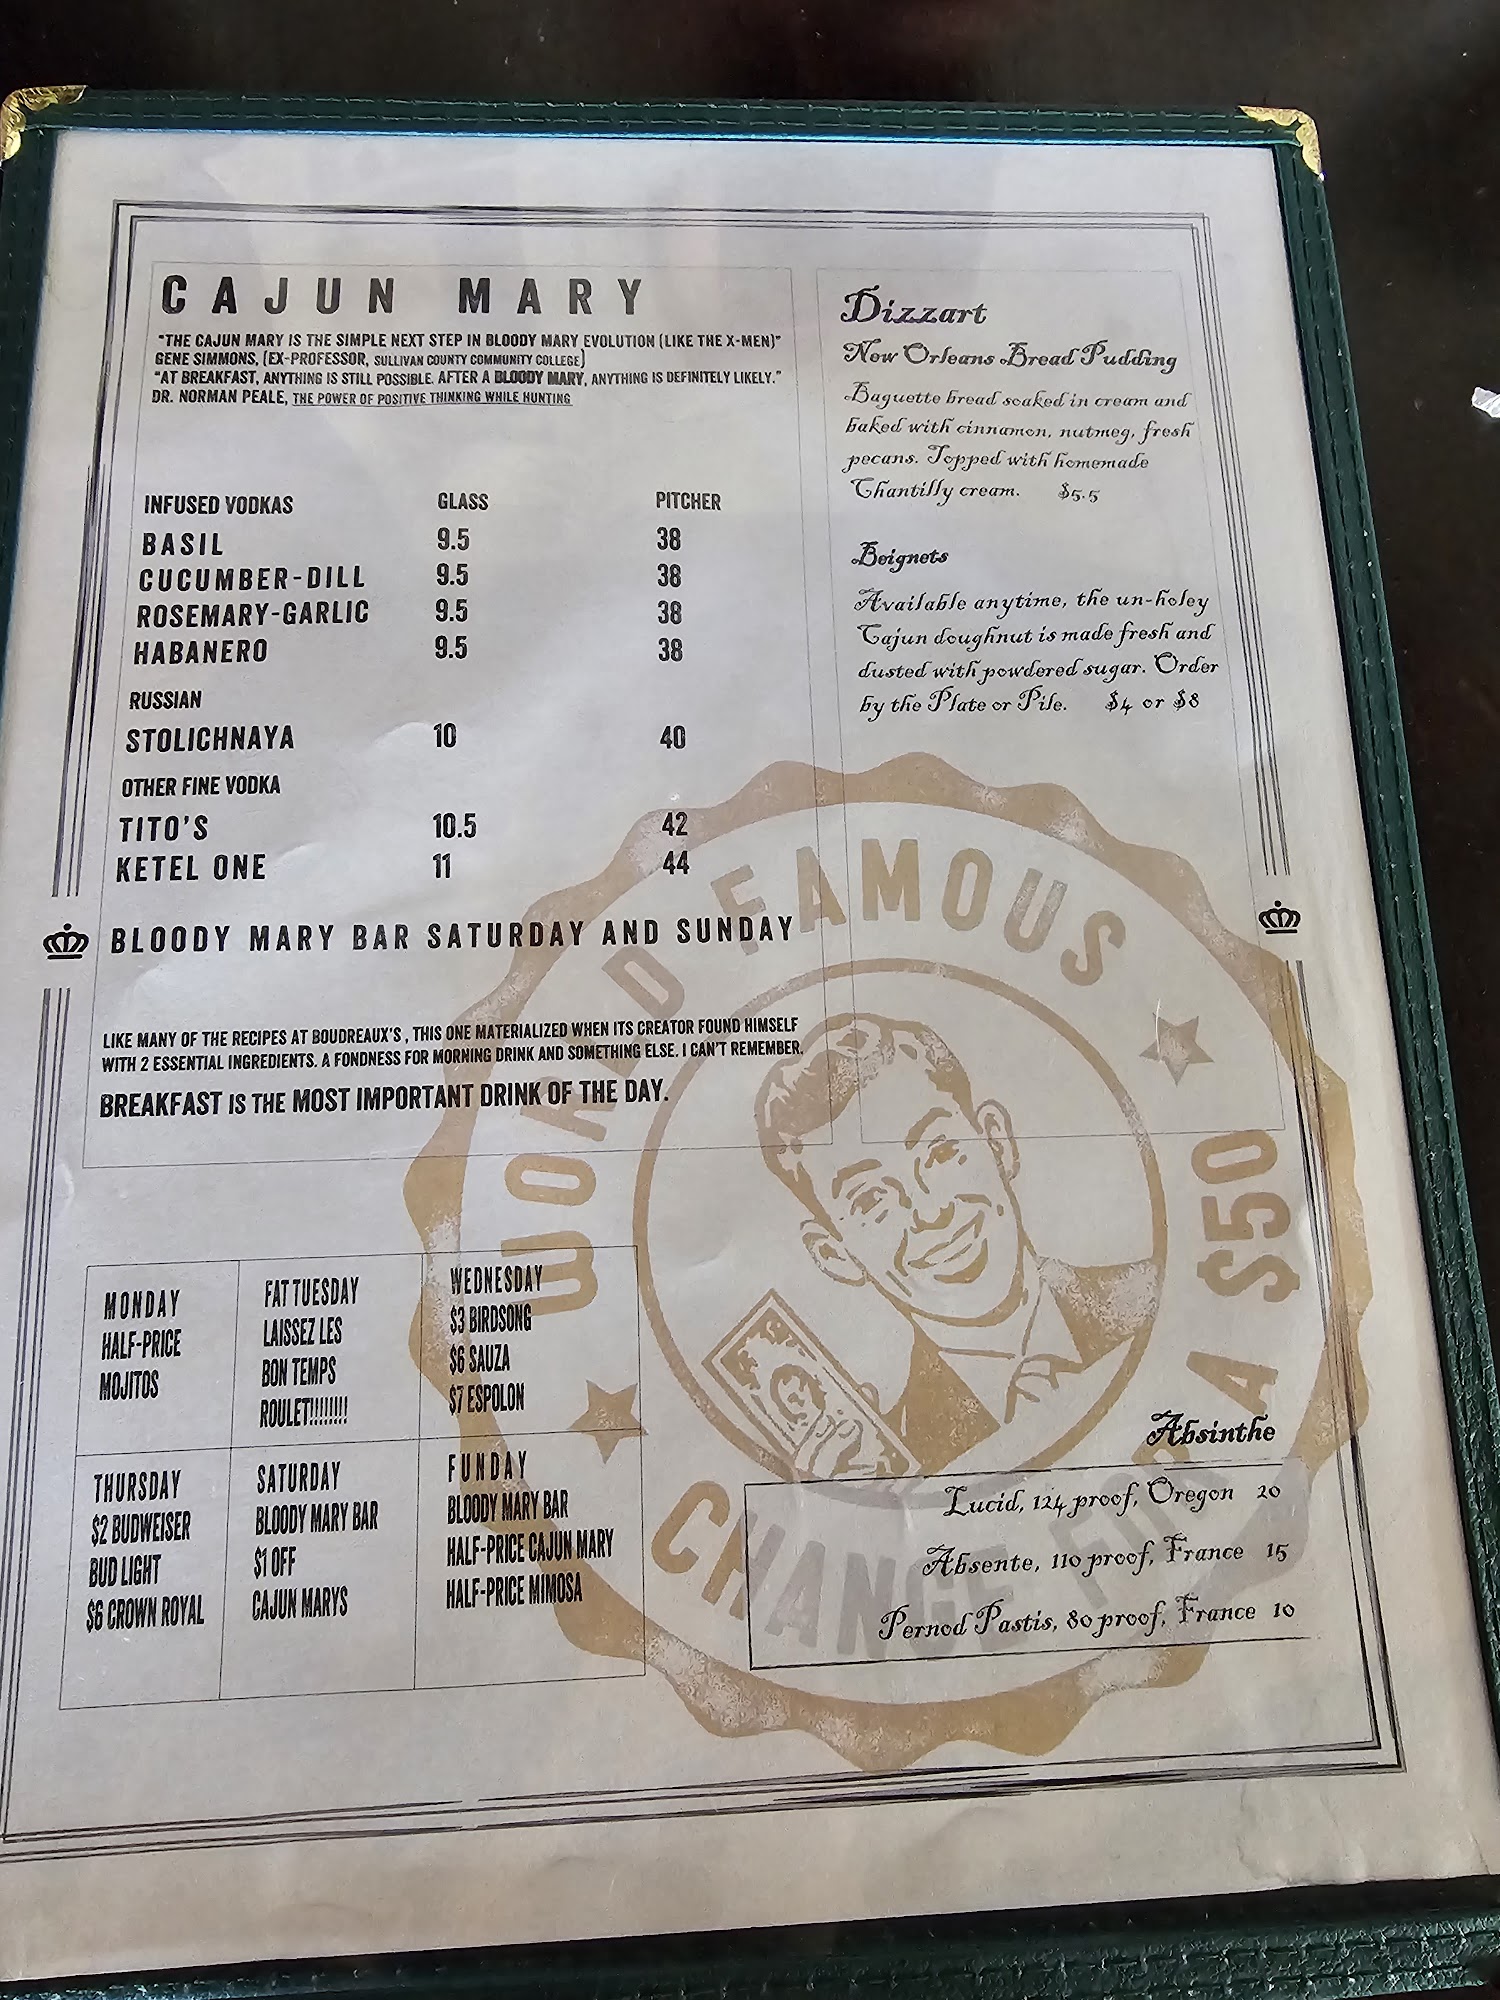 CAJUN MARY
"THE CAJUN MARY IS THE SIMPLE NEXT STEP IN BLOODY MARY EVOLUTION (LIKE THE X-MEN)"
GENE SIMMONS, (EX-PROFESSOR, SULLIVAN COUNTY COMMUNITY COLLEGE)
"AT BREAKFAST, ANYTHING IS STILL POSSIBLE. AFTER A BLOODY MARY, ANYTHING IS DEFINITELY LIKELY."
DR. NORMAN PEALE, THE POWER OF POSITIVE THINKING WHILE HUNTING
INFUSED VODKAS GLASS PITCHER
BASIL 9.5 38
CUCUMBER-DILL 9.5 38
ROSEMARY-GARLIC 9.5 38
HABANERO 9.5 38
RUSSIAN
STOLICHNAYA 10 40
OTHER FINE VODKA
TITO'S 10.5 42
KETEL ONE 11 44
BLOODY MARY BAR SATURDAY AND SUNDAY
LIKE MANY OF THE RECIPES AT BOUDREAUX'S, THIS ONE MATERIALIZED WHEN ITS CREATOR FOUND HIMSELF
WITH 2 ESSENTIAL INGREDIENTS. A FONDNESS FOR MORNING DRINK AND SOMETHING ELSE. I CAN'T REMEMBER.
BREAKFAST IS THE MOST IMPORTANT DRINK OF THE DAY.
Dizzart
New Orleans Bread Pudding
Baguette bread soaked in cream and
baked with cinnamon, nutmeg, fresh
pecans. Topped with homemade
Chantilly cream. $5.5
Beignets
Available anytime, the un-holey
Cajun doughnut is made fresh and
dusted with powdered sugar. Order
by the Plate or Pile. $4 or $8
WORLD FAMOUS
CHANGE FOR A $50
MONDAY
HALF-PRICE
MOJITOS
FAT TUESDAY
LAISSEZ LES
BON TEMPS
ROULET!!!!!!!!
WEDNESDAY
$3 BIRDSONG
$6 SAUZA
$7 ESPOLON
THURSDAY
$2 BUDWEISER
BUD LIGHT
$6 CROWN ROYAL
SATURDAY
BLOODY MARY BAR
$1 OFF
CAJUN MARYS
FUNDAY
BLOODY MARY BAR
HALF-PRICE CAJUN MARY
HALF-PRICE MIMOSA
Absinthe
Lucid, 124 proof, Oregon 20
Absente, 110 proof, France 15
Pernod Pastis, 80 proof, France 10